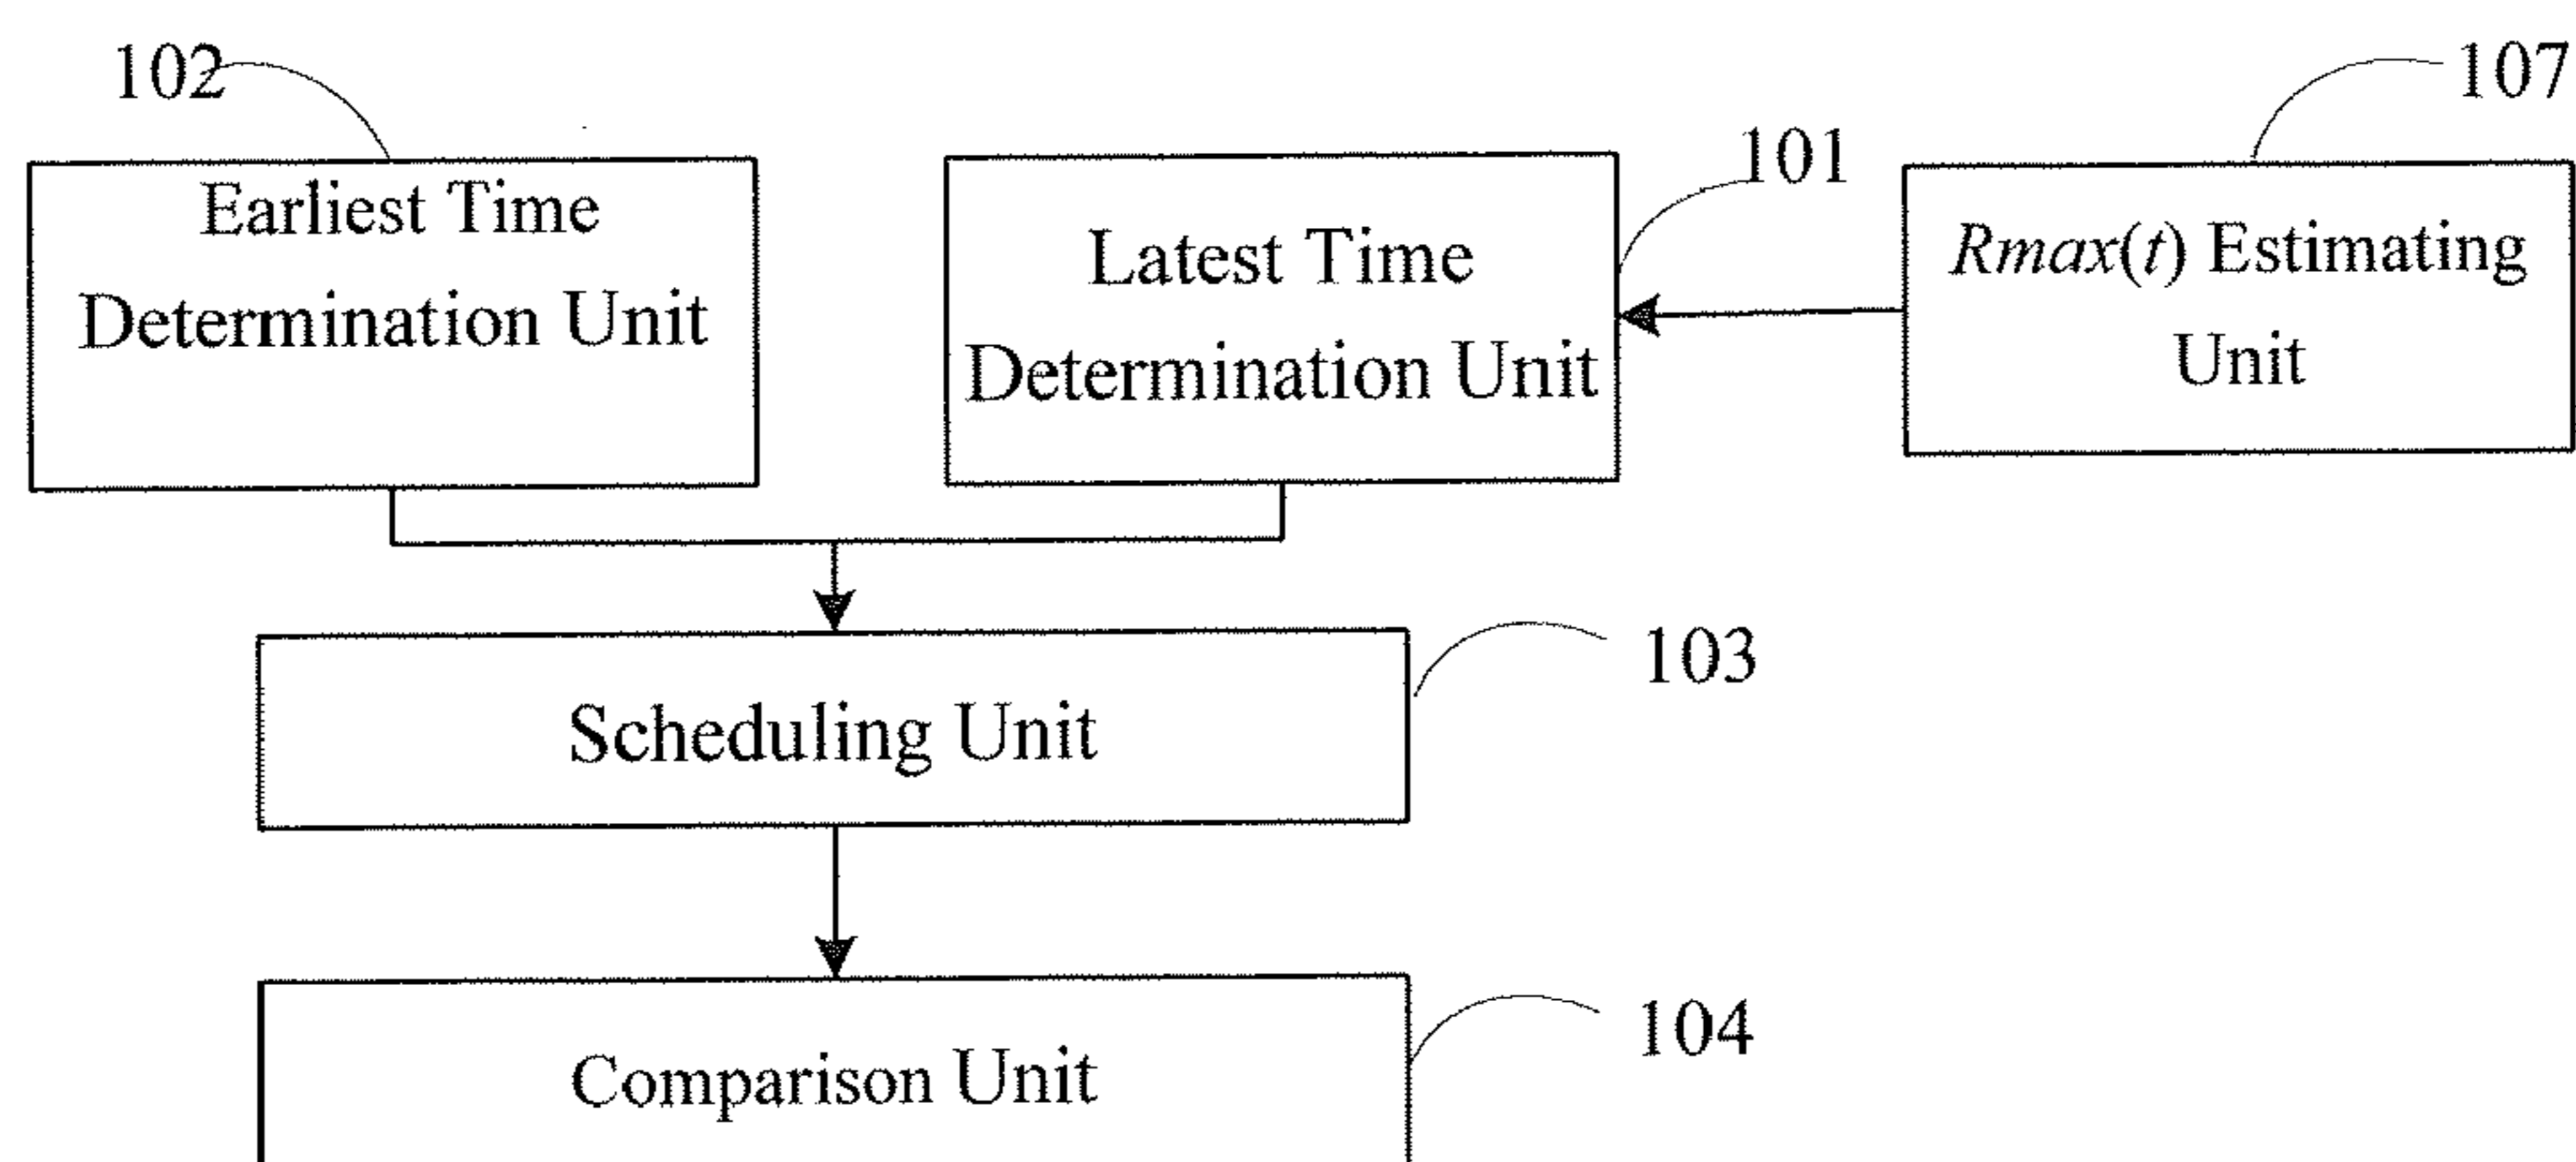 102
107
101
Earliest Time
Determination Unit
Latest Time
Determination Unit
Rmax(t) Estimating
Unit
Scheduling Unit
103
Comparison Unit
104